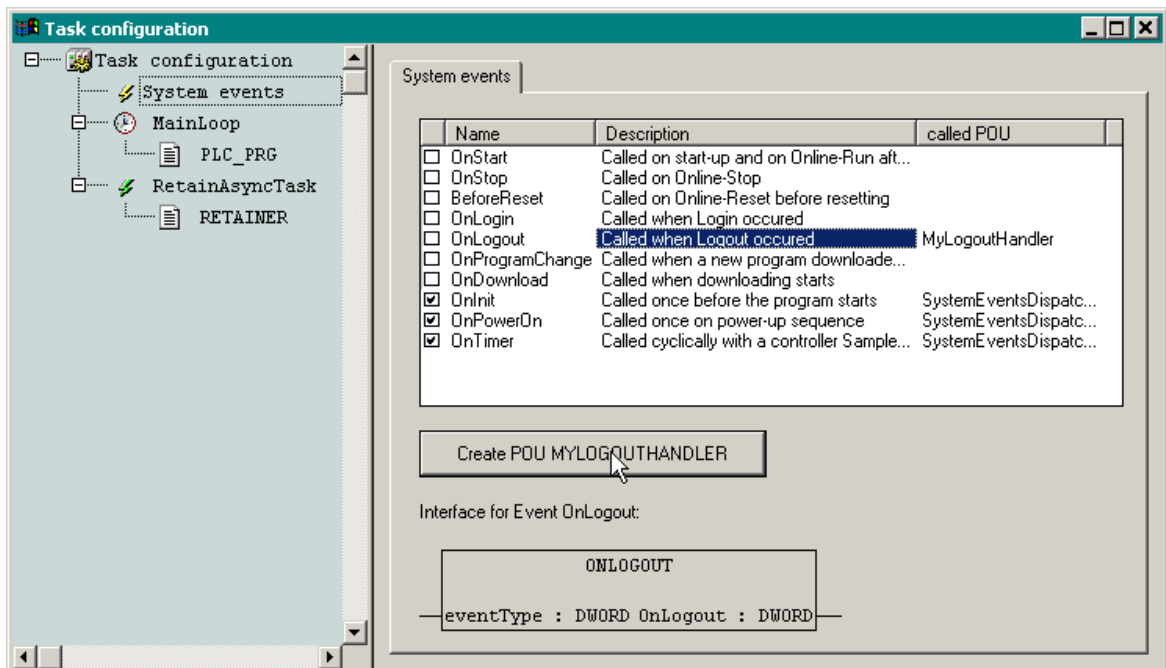 Task configuration
Task configuration
System events
MainLoop
PLC_PRG
RetainAsyncTask
RETAINER
System events
Name Description called POU
OnStart Called on start-up and on Online-Run aft...
OnStop Called on Online-Stop
BeforeReset Called on Online-Reset before resetting
OnLogin Called when Login occured
OnLogout Called when Logout occured MyLogoutHandler
OnProgramChange Called when a new program downloade...
OnDownload Called when downloading starts
OnInit Called once before the program starts SystemEventsDispatc...
OnPowerOn Called once on power-up sequence SystemEventsDispatc...
OnTimer Called cyclically with a controller Sample... SystemEventsDispatc...
Create POU MYLOGOUTHANDLER
Interface for Event OnLogout:
ONLOGOUT
eventType : DWORD OnLogout : DWORD